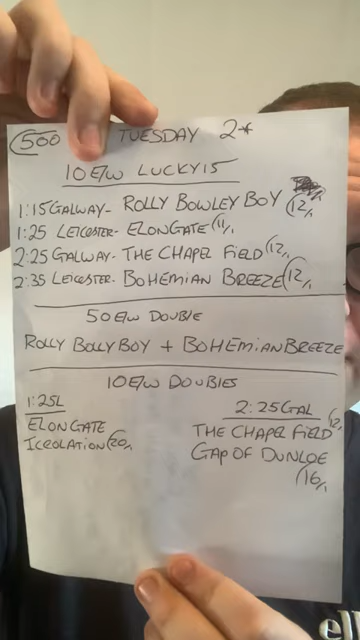 500 TUESDAY 2*
10 E/W LUCKY 15
1:15 GALWAY- ROLLY BOWLEY BOY (12/1
1:25 LEICESTER- ELONGATE (11/1
2:25 GALWAY- THE CHAPEL FIELD (12/1
2:35 LEICESTER- BOHEMIAN BREEZE (12/1
50 E/W DOUBLE
ROLLY BOLLY BOY + BOHEMIAN BREEZE
10 E/W DOUBLES
1:25L
ELONGATE
ICROLATION (20/1
2:25 GAL
THE CHAPEL FIELD (12/1
GAP OF DUNLOE
(16/1
ell